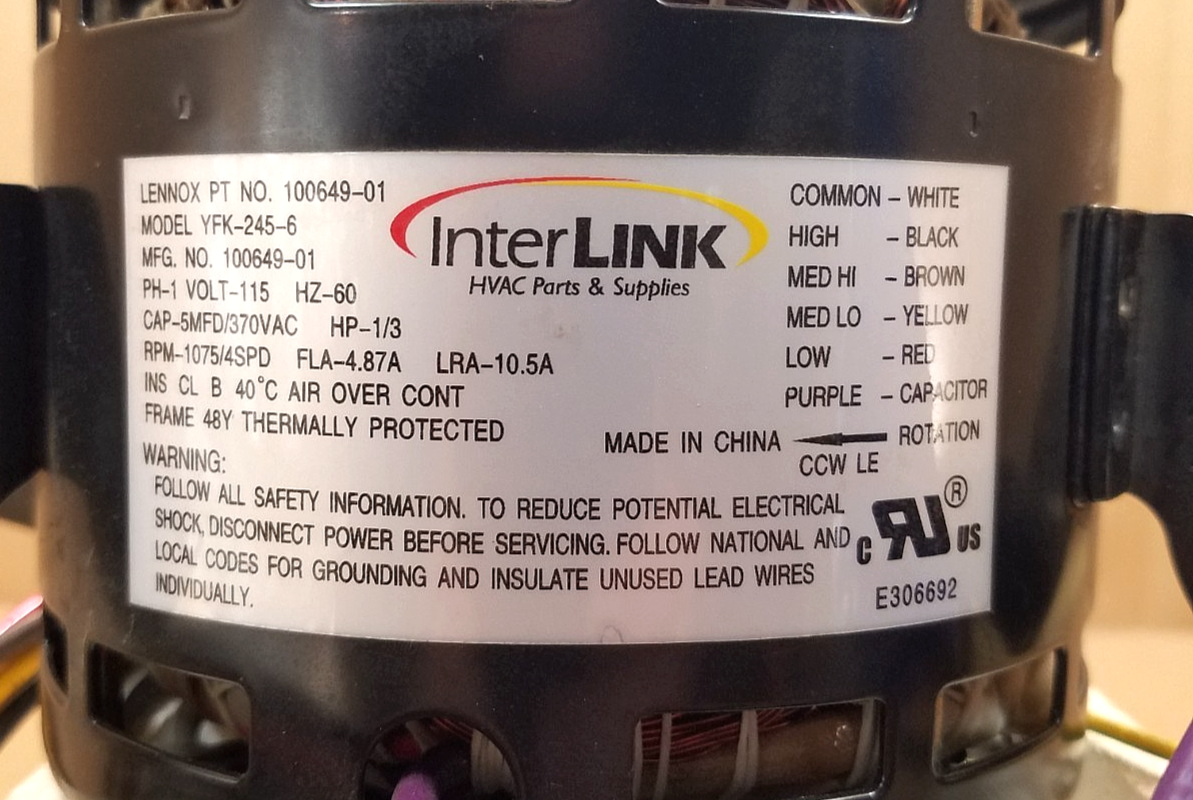 LENNOX PT NO. 100649-01
MODEL YFK-245-6
MFG. NO. 100649-01
PH-1 VOLT-115 HZ-60
CAP-5MFD/370VAC HP-1/3
RPM-1075/4SPD FLA-4.87A LRA-10.5A
INS CL B 40°C AIR OVER CONT
FRAME 48Y THERMALLY PROTECTED
InterLINK
HVAC Parts & Supplies
COMMON - WHITE
HIGH - BLACK
MED HI - BROWN
MED LO - YELLOW
LOW - RED
PURPLE - CAPACITOR
MADE IN CHINA ROTATION
CCW LE
WARNING:
FOLLOW ALL SAFETY INFORMATION. TO REDUCE POTENTIAL ELECTRICAL
SHOCK, DISCONNECT POWER BEFORE SERVICING. FOLLOW NATIONAL AND
LOCAL CODES FOR GROUNDING AND INSULATE UNUSED LEAD WIRES
INDIVIDUALLY.
C RU ® US
E306692